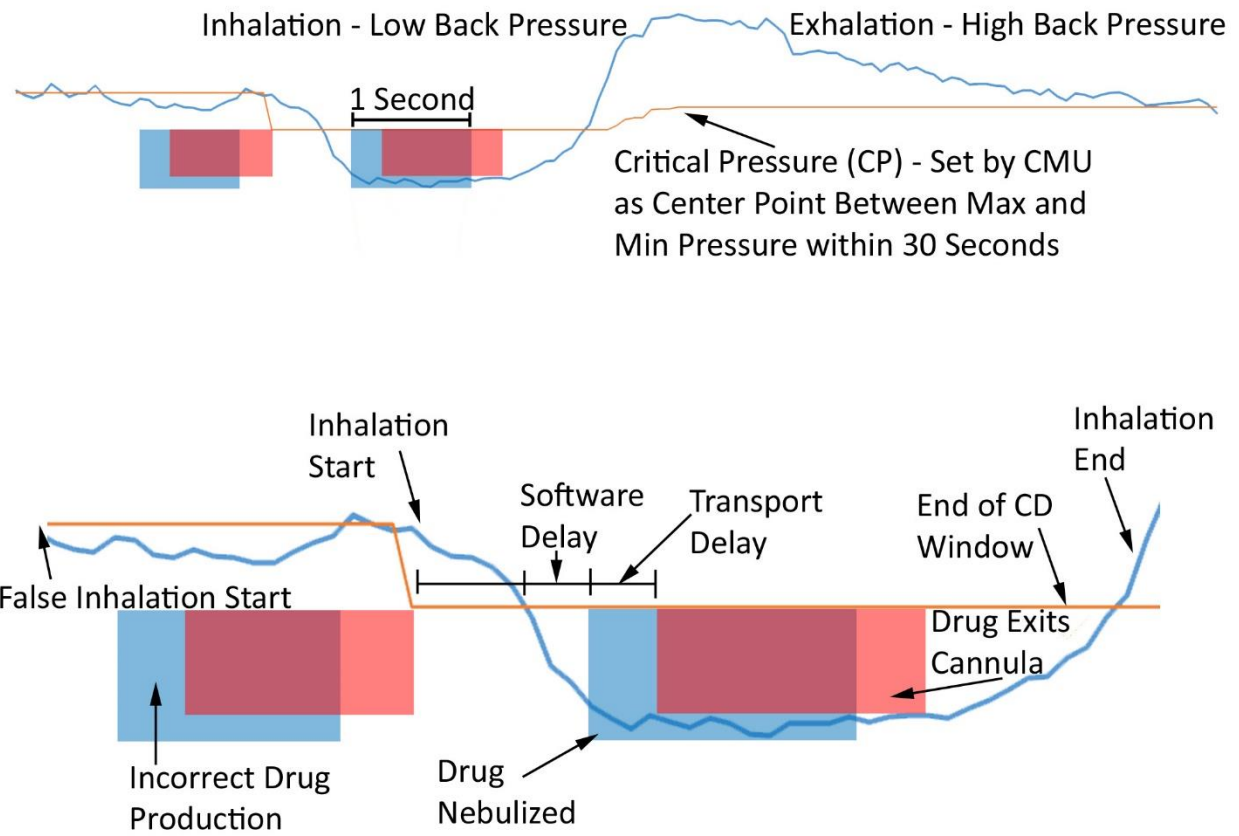 Inhalation - Low Back Pressure
Exhalation - High Back Pressure
1 Second
Critical Pressure (CP) - Set by CMU
as Center Point Between Max and
Min Pressure within 30 Seconds
Inhalation
Start
Software
Delay
Transport
Delay
End of CD
Window
Inhalation
End
False Inhalation Start
Drug Exits
Cannula
Incorrect Drug
Production
Drug
Nebulized